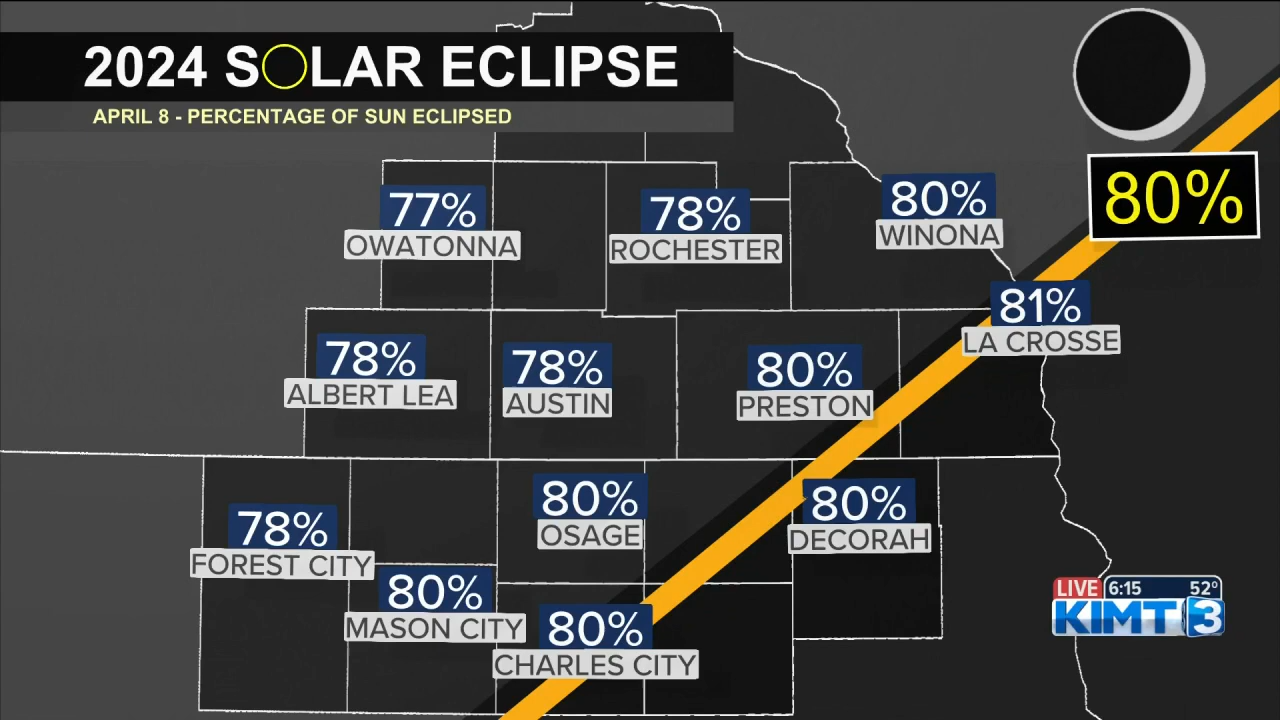 2024 SOLAR ECLIPSE
APRIL 8 - PERCENTAGE OF SUN ECLIPSED
80%
77%
OWATONNA
78%
ROCHESTER
80%
WINONA
81%
LA CROSSE
78%
ALBERT LEA
78%
AUSTIN
80%
PRESTON
78%
FOREST CITY
80%
OSAGE
80%
DECORAH
80%
MASON CITY
80%
CHARLES CITY
LIVE 6:15 52°
KIMT 3